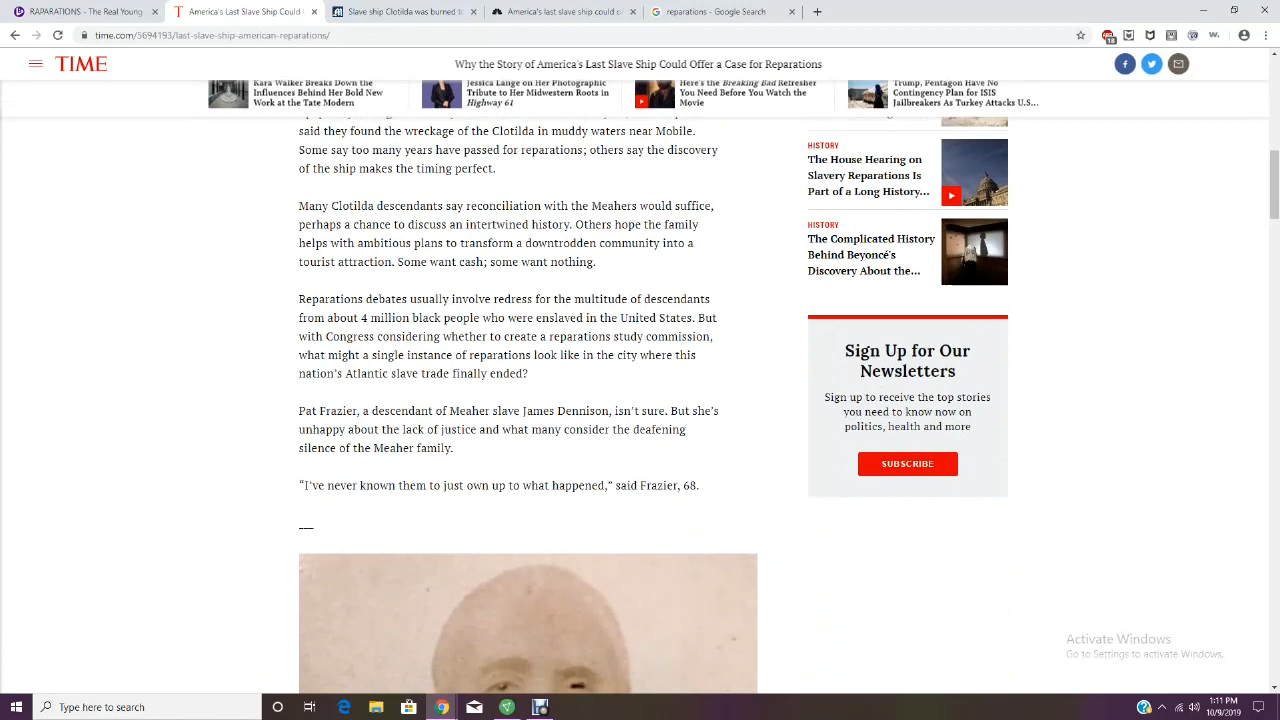 RAPARATIONS - The Real Young
America's Last Slave Ship Could
Slave ship Clotilda was burned to
America's last slave ship could of
reparations - Google Search
time.com/5694193/last-slave-ship-american-reparations/
18
TIME
Why the Story of America's Last Slave Ship Could Offer a Case for Reparations
Kara Walker Breaks Down the
Influences Behind Her Bold New
Work at the Tate Modern
Jessica Lange on Her Photographic
Tribute to Her Midwestern Roots in
Highway 61
Here's the Breaking Bad Refresher
You Need Before You Watch the
Movie
Trump, Pentagon Have No
Contingency Plan for ISIS
Jailbreakers As Turkey Attacks U.S...
said they found the wreckage of the Clotilda in muddy waters near Mobile.
Some say too many years have passed for reparations; others say the discovery
of the ship makes the timing perfect.
Many Clotilda descendants say reconciliation with the Meahers would suffice,
perhaps a chance to discuss an intertwined history. Others hope the family
helps with ambitious plans to transform a downtrodden community into a
tourist attraction. Some want cash; some want nothing.
Reparations debates usually involve redress for the multitude of descendants
from about 4 million black people who were enslaved in the United States. But
with Congress considering whether to create a reparations study commission,
what might a single instance of reparations look like in the city where this
nation's Atlantic slave trade finally ended?
Pat Frazier, a descendant of Meaher slave James Dennison, isn't sure. But she's
unhappy about the lack of justice and what many consider the deafening
silence of the Meaher family.
“I've never known them to just own up to what happened,” said Frazier, 68.
HISTORY
The House Hearing on
Slavery Reparations Is
Part of a Long History...
HISTORY
The Complicated History
Behind Beyoncé's
Discovery About the...
Sign Up for Our
Newsletters
Sign up to receive the top stories
you need to know now on
politics, health and more
SUBSCRIBE
Activate Windows
Go to Settings to activate Windows.
Type here to search
1:11 PM
10/9/2019